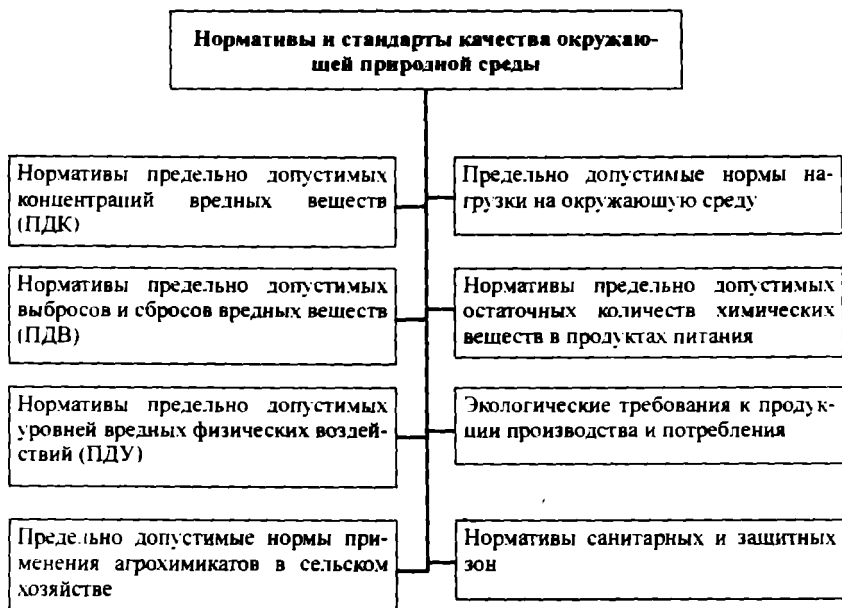 Нормативы и стандарты качества окружаю-
щей природной среды
Нормативы предельно допустимых
концентраций вредных веществ
(ПДК)
Предельно допустимые нормы на-
грузки на окружающую среду
Нормативы предельно допустимых
выбросов и сбросов вредных веществ
(ПДВ)
Нормативы предельно допустимых
остаточных количеств химических
веществ в продуктах питания
Нормативы предельно допустимых
уровней вредных физических воздей-
ствий (ПДУ)
Экологические требования к продук-
ции производства и потребления
Предельно допустимые нормы при-
менения агрохимикатов в сельском
хозяйстве
Нормативы санитарных и защитных
зон